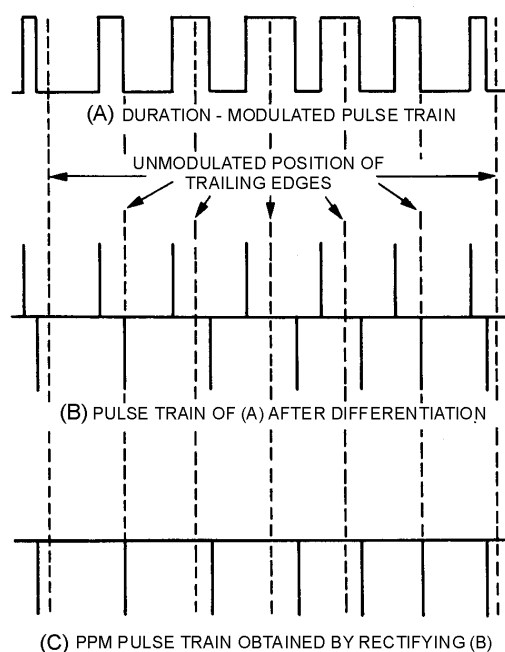 (A) DURATION - MODULATED PULSE TRAIN
UNMODULATED POSITION OF
TRAILING EDGES
(B) PULSE TRAIN OF (A) AFTER DIFFERENTIATION
(C) PPM PULSE TRAIN OBTAINED BY RECTIFYING (B)